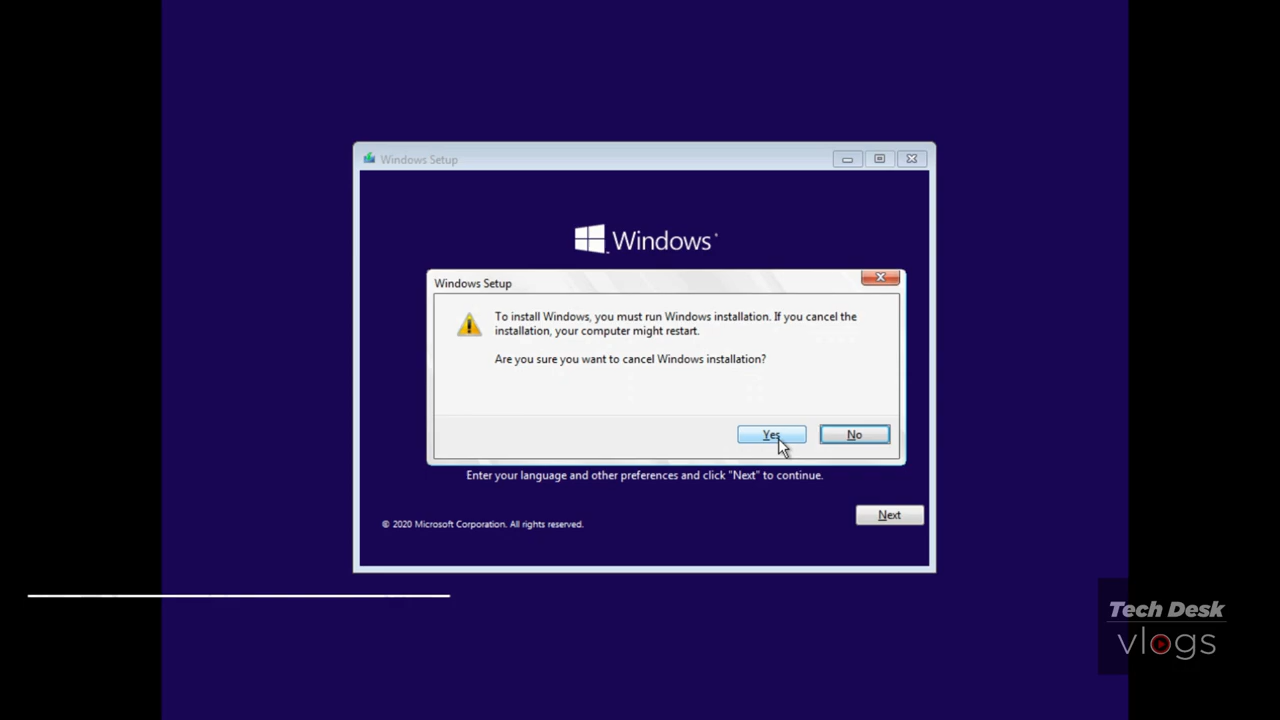 Windows Setup
Windows
Windows Setup
To install Windows, you must run Windows installation. If you cancel the
installation, your computer might restart.
Are you sure you want to cancel Windows installation?
Yes
No
Enter your language and other preferences and click "Next" to continue.
Next
© 2020 Microsoft Corporation. All rights reserved.
Tech Desk
vlogs